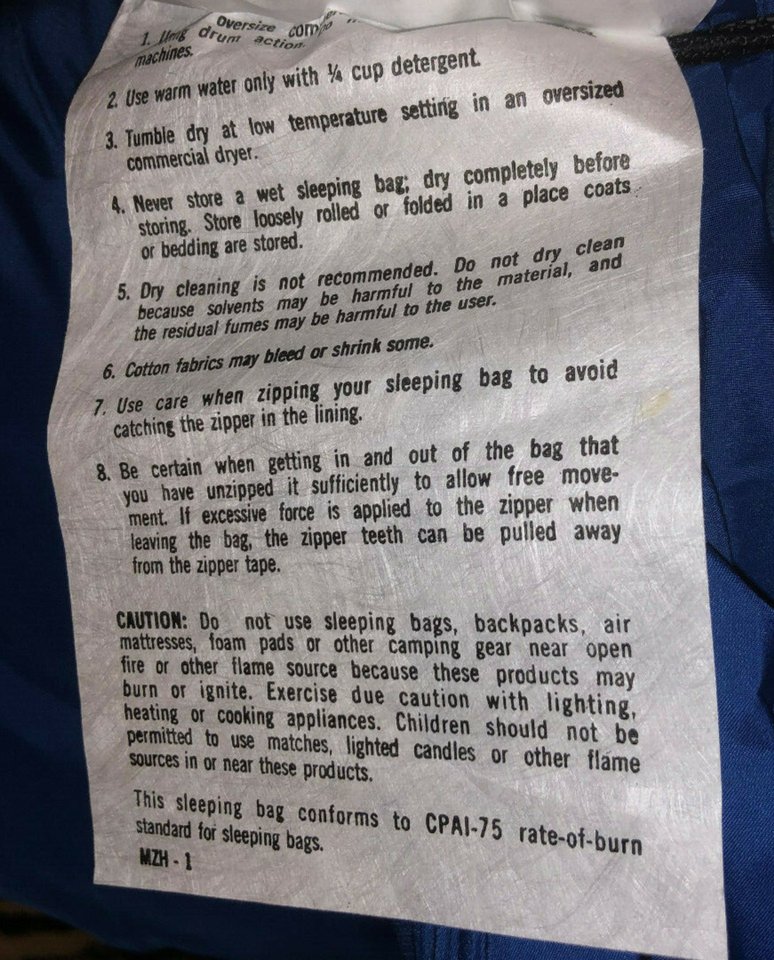 Oversize
1. drum action.
machines.
2. Use warm water only with ¼ cup detergent.
3. Tumble dry at low temperature setting in an oversized
commercial dryer.
4. Never store a wet sleeping bag; dry completely before
storing. Store loosely rolled or folded in a place coats
or bedding are stored.
5. Dry cleaning is not recommended. Do not dry clean
because solvents may be harmful to the material, and
the residual fumes may be harmful to the user.
6. Cotton fabrics may bleed or shrink some.
7. Use care when zipping your sleeping bag to avoid
catching the zipper in the lining.
8. Be certain when getting in and out of the bag that
you have unzipped it sufficiently to allow free move-
ment. If excessive force is applied to the zipper when
leaving the bag, the zipper teeth can be pulled away
from the zipper tape.
CAUTION: Do not use sleeping bags, backpacks, air
mattresses, foam pads or other camping gear near open
fire or other flame source because these products may
burn or ignite. Exercise due caution with lighting,
heating or cooking appliances. Children should not be
permitted to use matches, lighted candles or other flame
sources in or near these products.
This sleeping bag conforms to CPAI-75 rate-of-burn
standard for sleeping bags.
MZH - 1